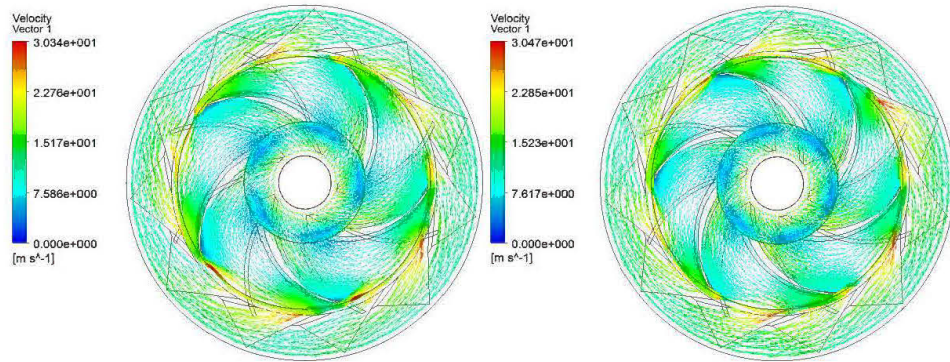 Velocity
Vector 1
3.034e+001
2.276e+001
1.517e+001
7.586e+000
0.000e+000
[m s^-1]
Velocity
Vector 1
3.047e+001
2.285e+001
1.523e+001
7.617e+000
0.000e+000
[m s^-1]